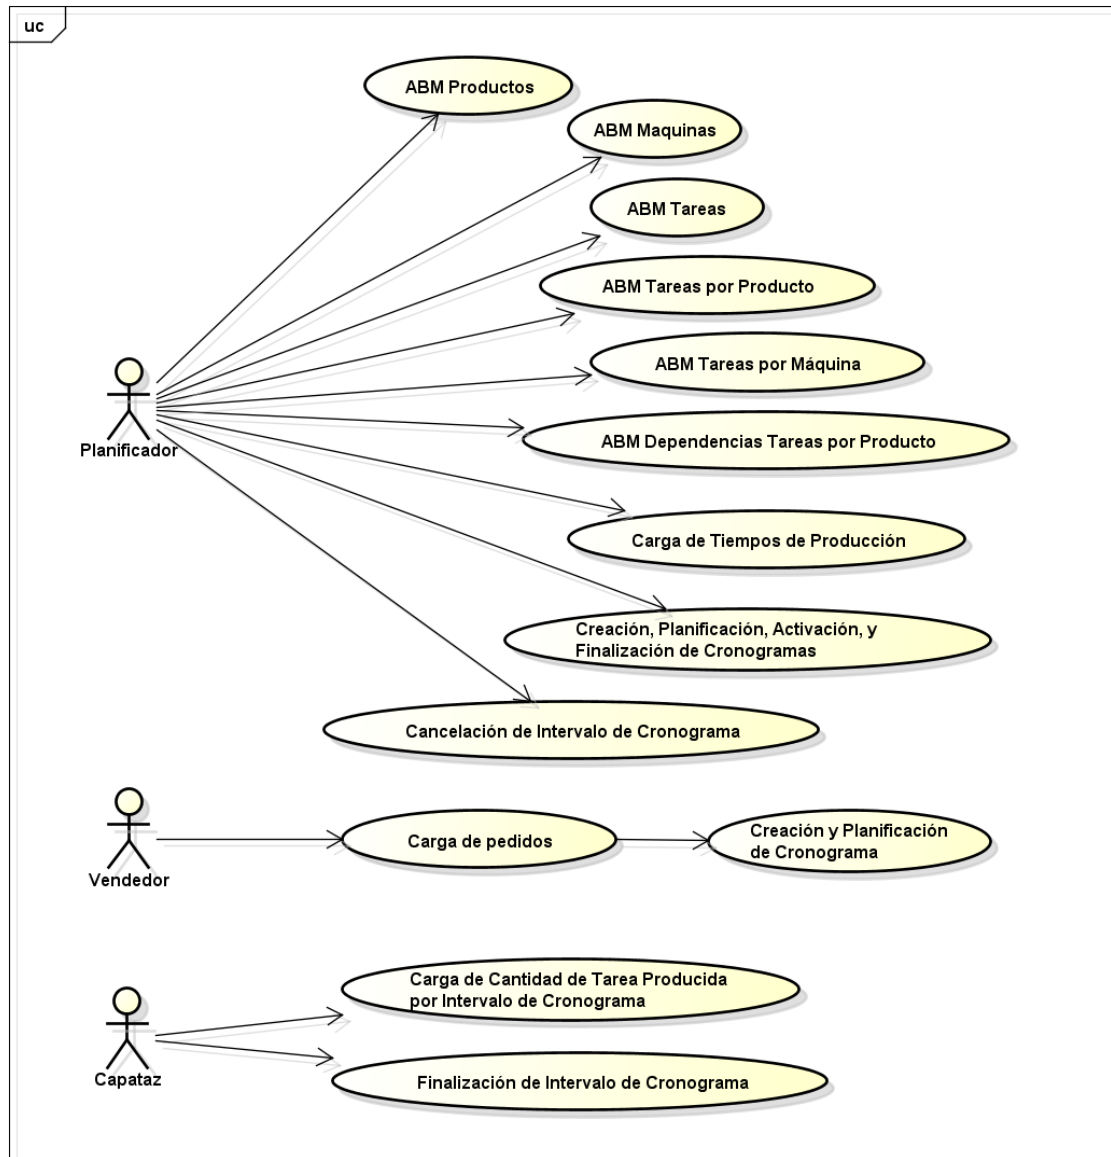 uc
ABM Productos
ABM Maquinas
ABM Tareas
ABM Tareas por Producto
ABM Tareas por Máquina
Planificador
ABM Dependencias Tareas por Producto
Carga de Tiempos de Producción
Creación, Planificación, Activación, y
Finalización de Cronogramas
Cancelación de Intervalo de Cronograma
Vendedor
Carga de pedidos
Creación y Planificación
de Cronograma
Carga de Cantidad de Tarea Producida
por Intervalo de Cronograma
Capataz
Finalización de Intervalo de Cronograma